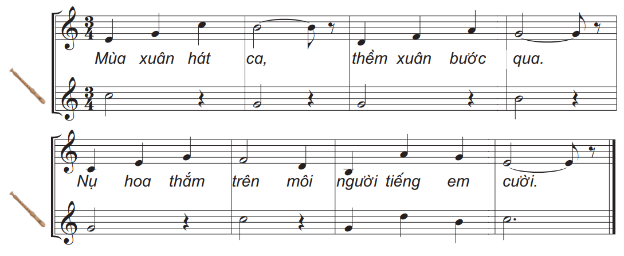 Mùa xuân hát ca, thềm xuân bước qua.
Nụ hoa thắm trên môi người tiếng em cười.